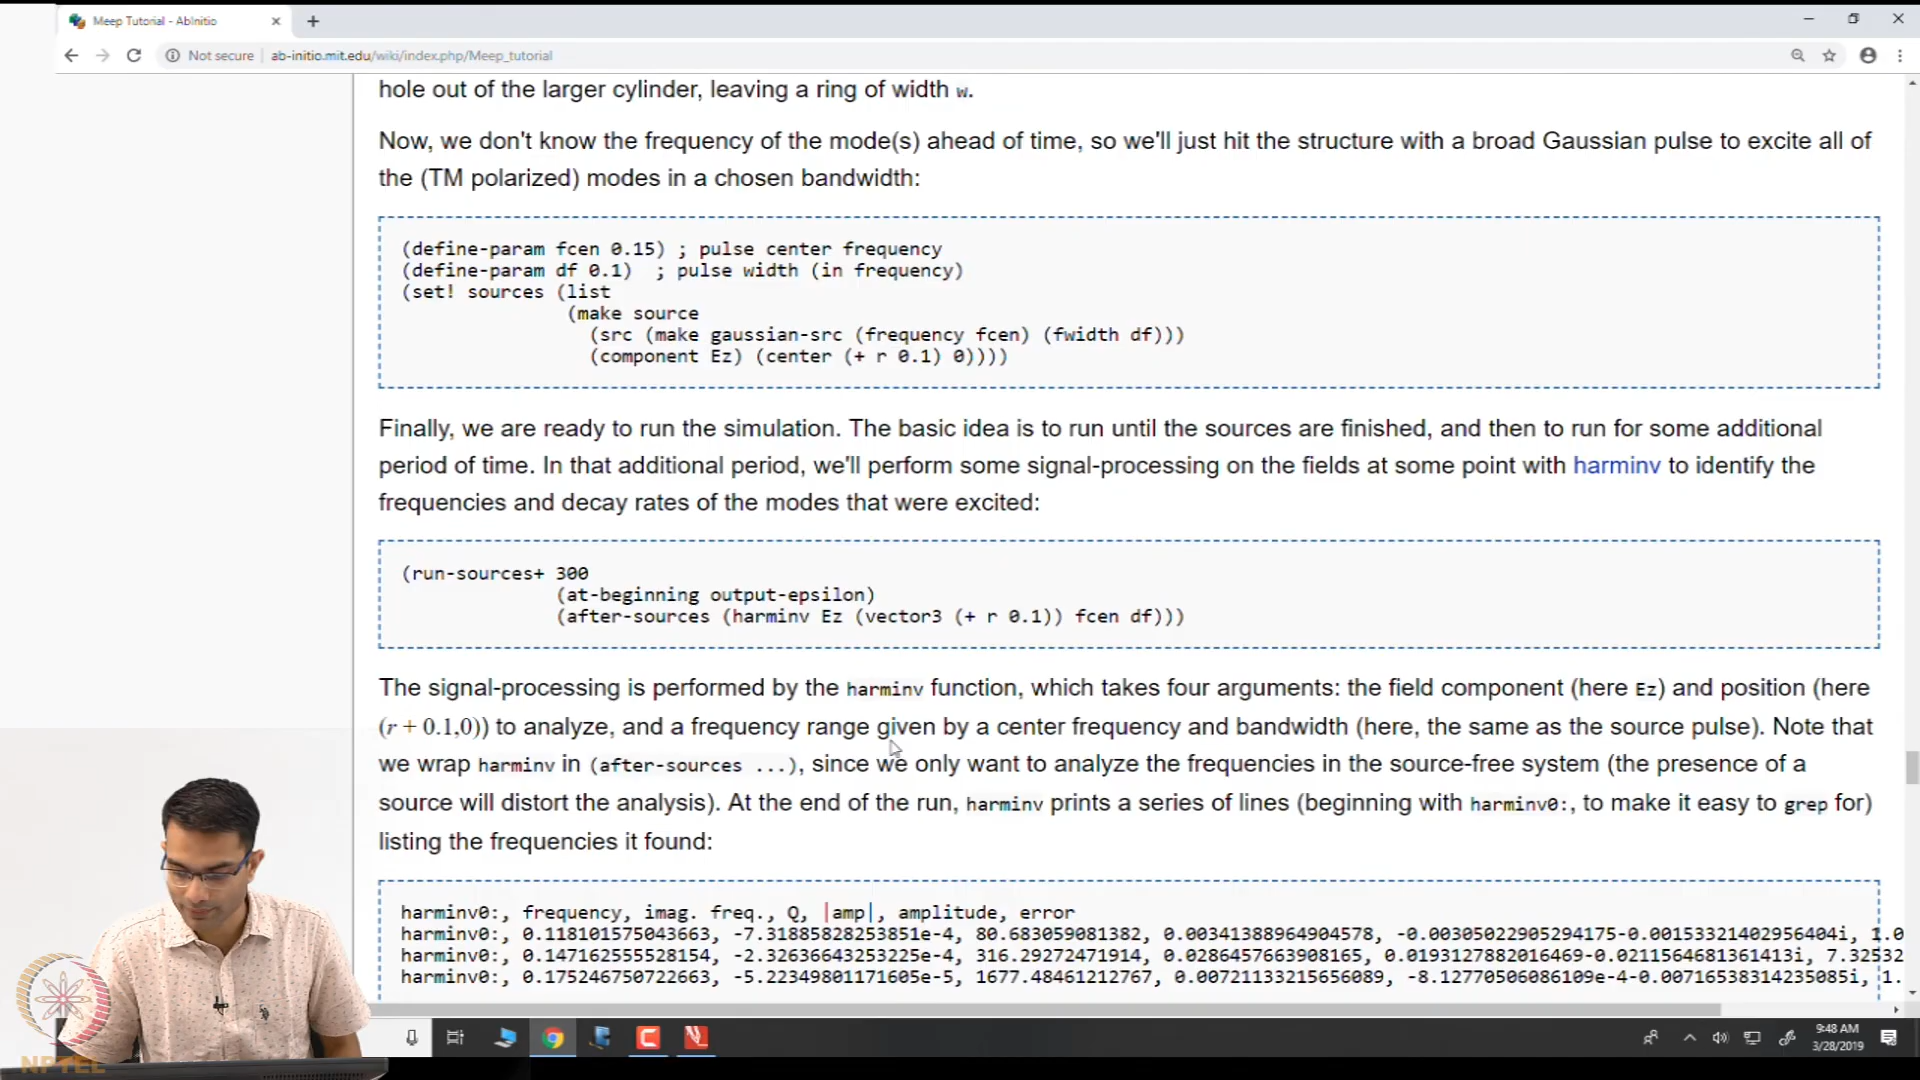 Meep Tutorial - AbInitio
Not secure | ab-initio.mit.edu/wiki/index.php/Meep_tutorial
hole out of the larger cylinder, leaving a ring of width w.
Now, we don't know the frequency of the mode(s) ahead of time, so we'll just hit the structure with a broad Gaussian pulse to excite all of
the (TM polarized) modes in a chosen bandwidth:
(define-param fcen 0.15) ; pulse center frequency
(define-param df 0.1)  ; pulse width (in frequency)
(set! sources (list
(make source
(src (make gaussian-src (frequency fcen) (fwidth df)))
(component Ez) (center (+ r 0.1) 0))))
Finally, we are ready to run the simulation. The basic idea is to run until the sources are finished, and then to run for some additional
period of time. In that additional period, we'll perform some signal-processing on the fields at some point with harminv to identify the
frequencies and decay rates of the modes that were excited:
(run-sources+ 300
(at-beginning output-epsilon)
(after-sources (harminv Ez (vector3 (+ r 0.1)) fcen df)))
The signal-processing is performed by the harminv function, which takes four arguments: the field component (here Ez) and position (here
(r + 0.1,0)) to analyze, and a frequency range given by a center frequency and bandwidth (here, the same as the source pulse). Note that
we wrap harminv in (after-sources ...), since we only want to analyze the frequencies in the source-free system (the presence of a
source will distort the analysis). At the end of the run, harminv prints a series of lines (beginning with harminv0:, to make it easy to grep for)
listing the frequencies it found:
harminv0:, frequency, imag. freq., Q, |amp|, amplitude, error
harminv0:, 0.118101575043663, -7.31885828253851e-4, 80.683059081382, 0.00341388964904578, -0.00305022905294175-0.00153321402956404i, 1.0
harminv0:, 0.147162555528154, -2.32636643253225e-4, 316.29272471914, 0.0286457663908165, 0.0193127882016469-0.0211564681361413i, 7.32532
harminv0:, 0.175246750722663, -5.22349801171605e-5, 1677.48461212767, 0.00721133215656089, -8.12770506086109e-4-0.00716538314235085i, 1.
NPTEL
9:48 AM
3/28/2019